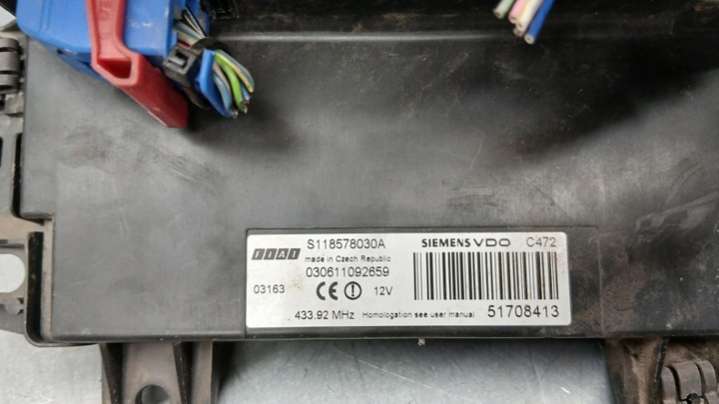 FIAT S118578030A SIEMENS VDO C472
made in Czech Republic
030611092659
03163 CE 12V
433.92 MHz Homologation see user manual 51708413